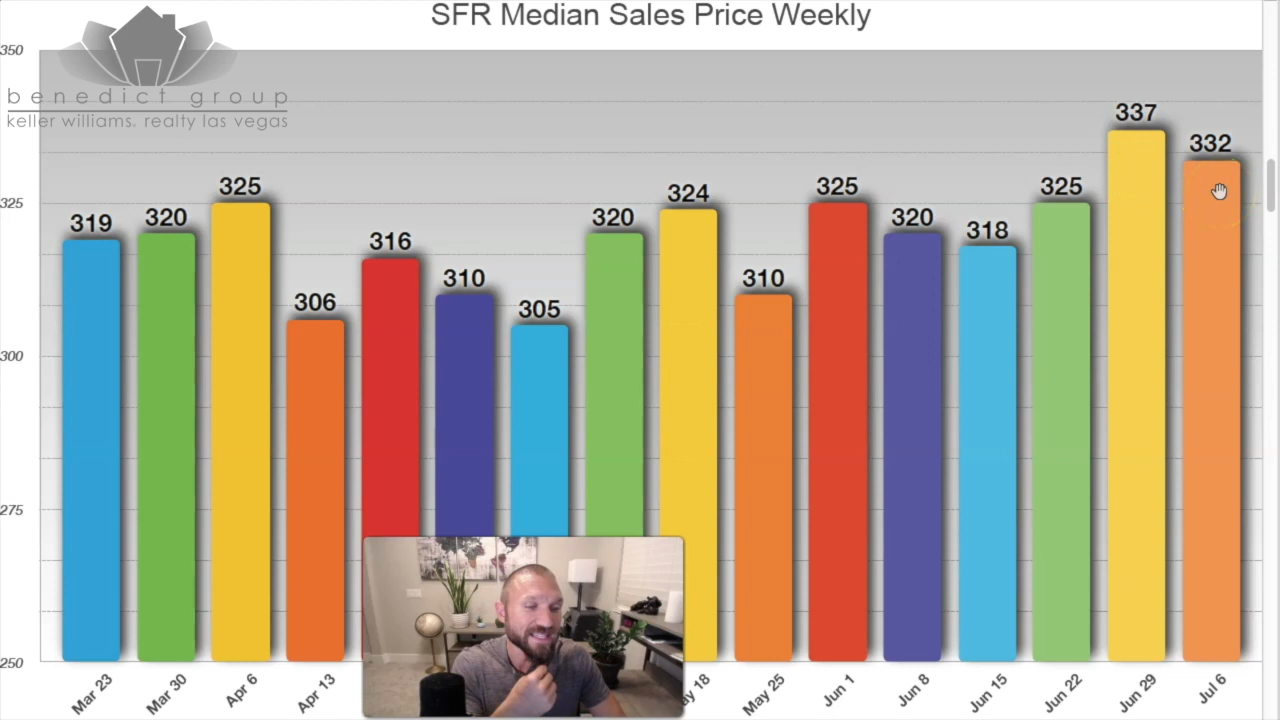 SFR Median Sales Price Weekly
benedict group
keller williams. realty las vegas
350
325
300
275
250
319
320
325
306
316
310
305
320
324
310
325
320
318
325
337
332
Mar 23
Mar 30
Apr 6
Apr 13
ay 18
May 25
Jun 1
Jun 8
Jun 15
Jun 22
Jun 29
Jul 6